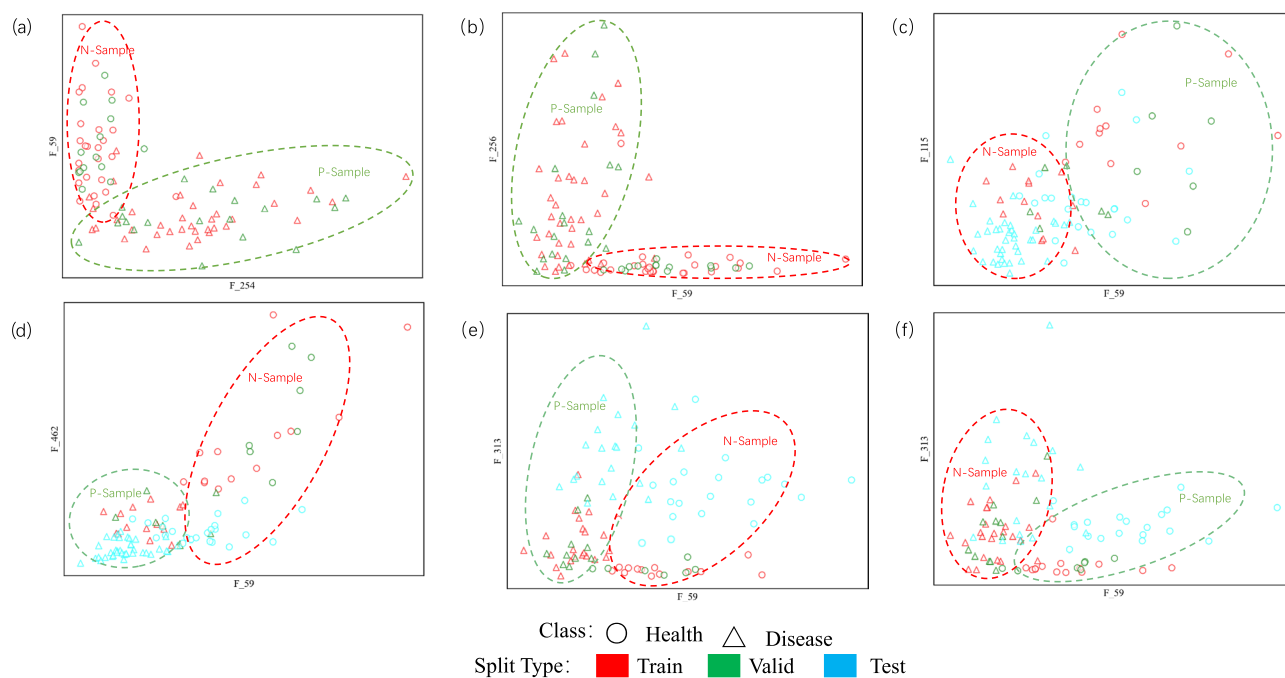 (a)
N-Sample
P-Sample
F_59
F_254
(b)
P-Sample
N-Sample
F_256
F_59
(c)
P-Sample
N-Sample
F_115
F_59
(d)
N-Sample
P-Sample
F_462
F_59
(e)
P-Sample
N-Sample
F_313
F_59
(f)
N-Sample
P-Sample
F_313
F_59
Class: Health Disease
Split Type: Train Valid Test